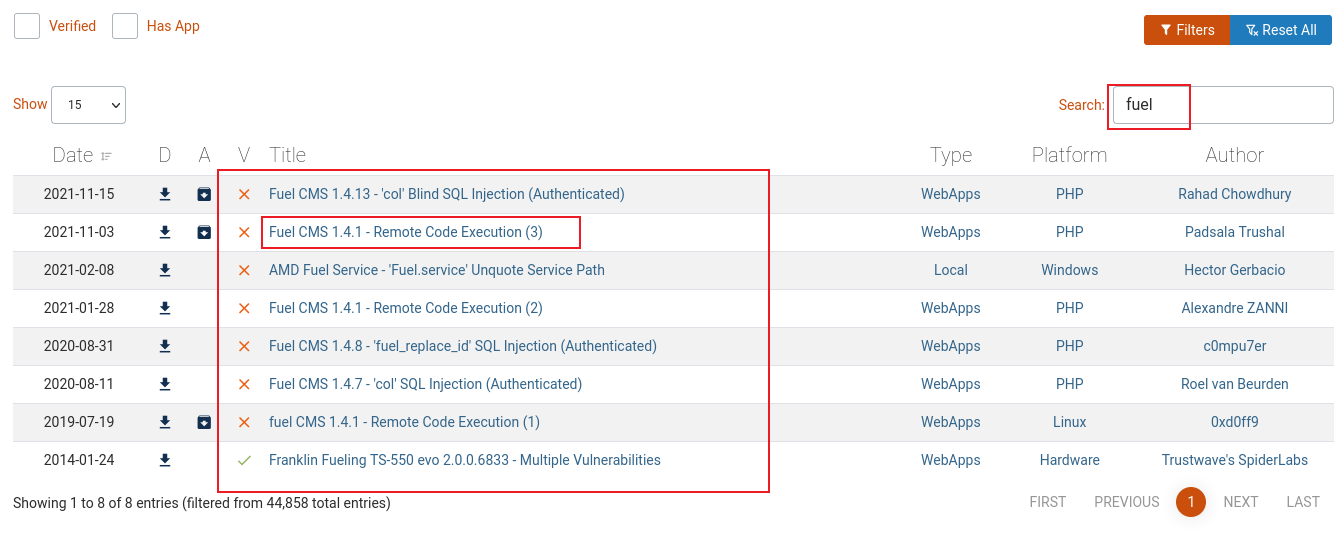 Verified Has App Filters Reset All
Show 15 Search: fuel
Date D A V Title Type Platform Author
2021-11-15 Fuel CMS 1.4.13 - 'col' Blind SQL Injection (Authenticated) WebApps PHP Rahad Chowdhury
2021-11-03 Fuel CMS 1.4.1 - Remote Code Execution (3) WebApps PHP Padsala Trushal
2021-02-08 AMD Fuel Service - 'Fuel.service' Unquote Service Path Local Windows Hector Gerbacio
2021-01-28 Fuel CMS 1.4.1 - Remote Code Execution (2) WebApps PHP Alexandre ZANNI
2020-08-31 Fuel CMS 1.4.8 - 'fuel_replace_id' SQL Injection (Authenticated) WebApps PHP c0mpu7er
2020-08-11 Fuel CMS 1.4.7 - 'col' SQL Injection (Authenticated) WebApps PHP Roel van Beurden
2019-07-19 fuel CMS 1.4.1 - Remote Code Execution (1) WebApps Linux 0xd0ff9
2014-01-24 Franklin Fueling TS-550 evo 2.0.0.6833 - Multiple Vulnerabilities WebApps Hardware Trustwave's SpiderLabs
Showing 1 to 8 of 8 entries (filtered from 44,858 total entries) FIRST PREVIOUS 1 NEXT LAST